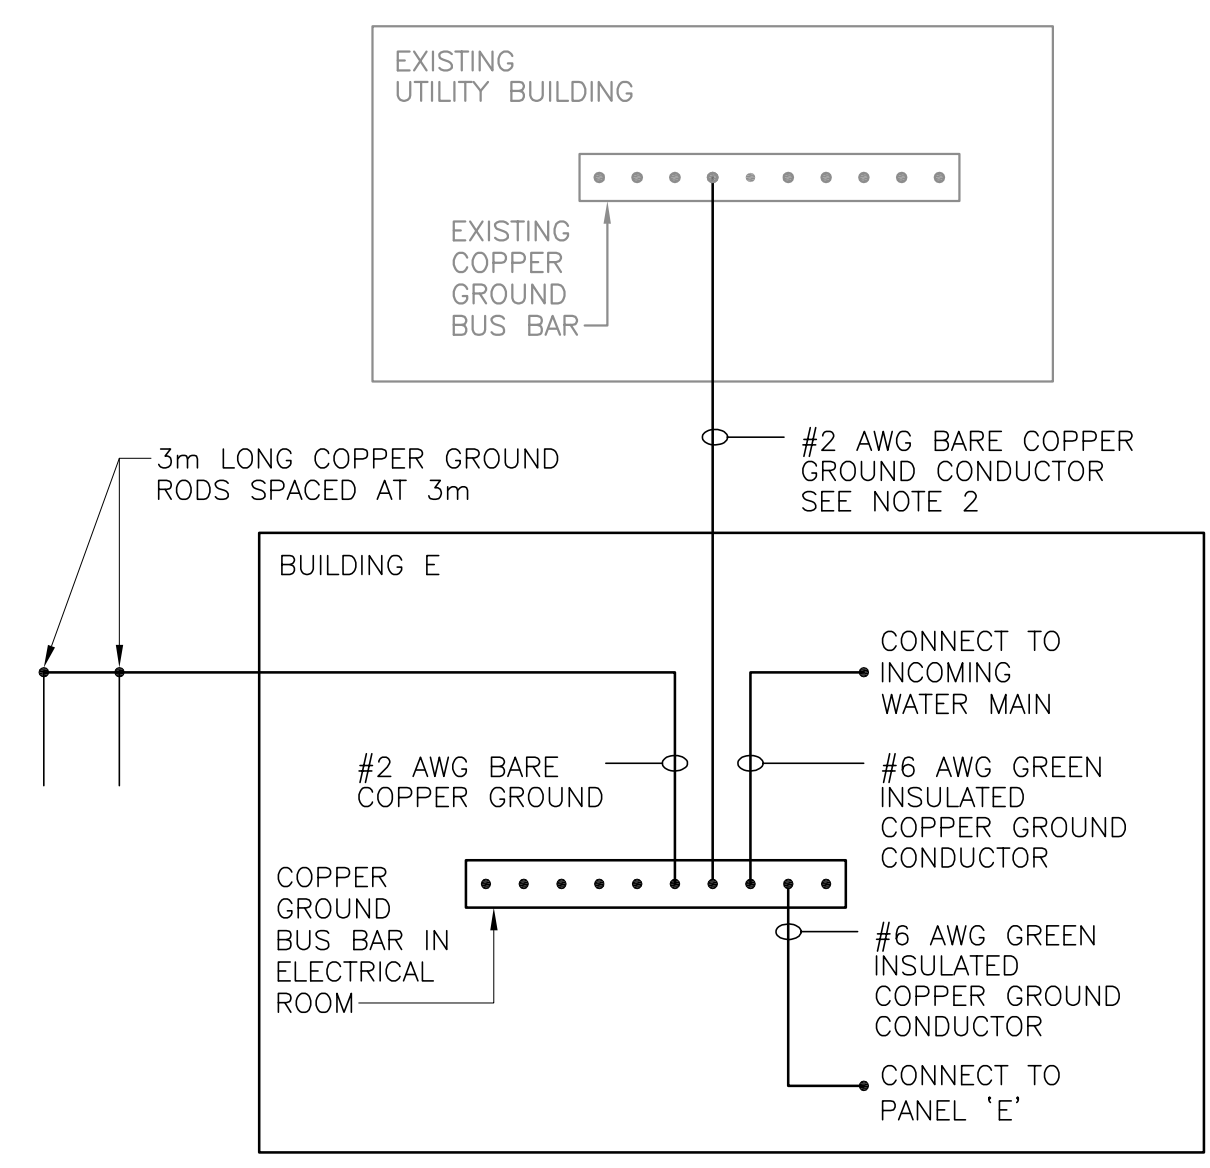 EXISTING
UTILITY BUILDING
EXISTING
COPPER
GROUND
BUS BAR
#2 AWG BARE COPPER
GROUND CONDUCTOR
SEE NOTE 2
3m LONG COPPER GROUND
RODS SPACED AT 3m
BUILDING E
CONNECT TO
INCOMING
WATER MAIN
#2 AWG BARE
COPPER GROUND
#6 AWG GREEN
INSULATED
COPPER GROUND
CONDUCTOR
COPPER
GROUND
BUS BAR IN
ELECTRICAL
ROOM
#6 AWG GREEN
INSULATED
COPPER GROUND
CONDUCTOR
CONNECT TO
PANEL ‘E’